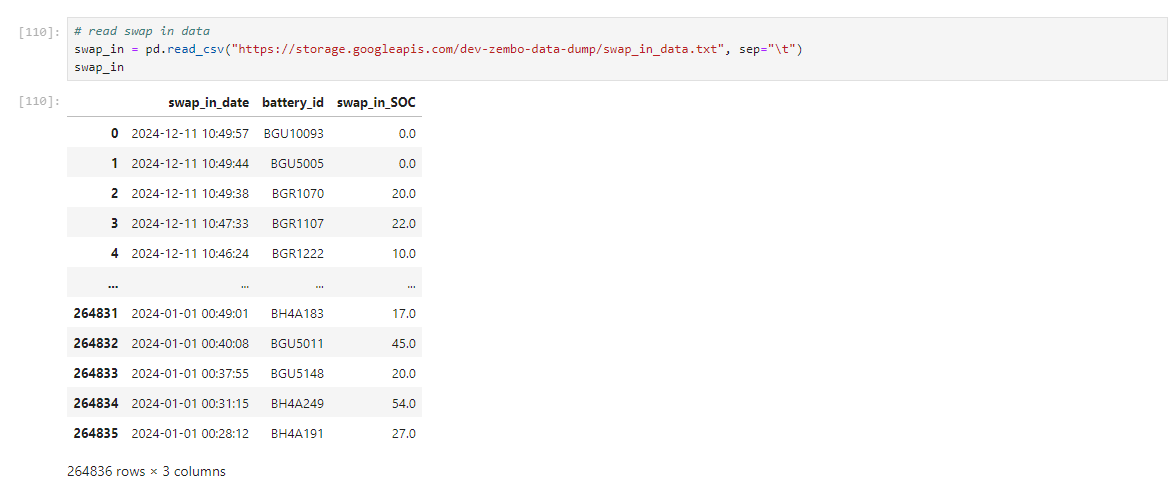 [110]: # read swap in data
swap_in = pd.read_csv("https://storage.googleapis.com/dev-zembo-data-dump/swap_in_data.txt", sep="\t")
swap_in
[110]: swap_in_date battery_id swap_in_SOC
0 2024-12-11 10:49:57 BGU10093 0.0
1 2024-12-11 10:49:44 BGU5005 0.0
2 2024-12-11 10:49:38 BGR1070 20.0
3 2024-12-11 10:47:33 BGR1107 22.0
4 2024-12-11 10:46:24 BGR1222 10.0
... ... ... ...
264831 2024-01-01 00:49:01 BH4A183 17.0
264832 2024-01-01 00:40:08 BGU5011 45.0
264833 2024-01-01 00:37:55 BGU5148 20.0
264834 2024-01-01 00:31:15 BH4A249 54.0
264835 2024-01-01 00:28:12 BH4A191 27.0
264836 rows × 3 columns